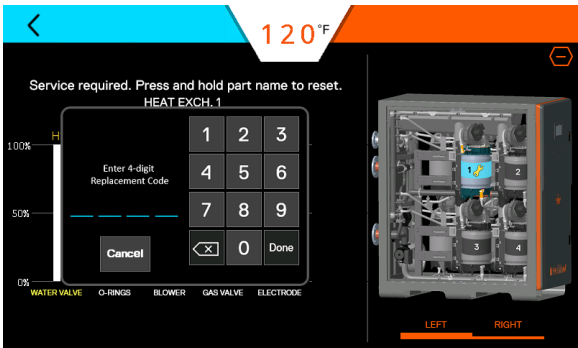 120°F
Service required. Press and hold part name to reset.
HEAT EXCH. 1
H
100%
50%
0%
Enter 4-digit
Replacement Code
Cancel
1 2 3
4 5 6
7 8 9
0 Done
WATER VALVE O-RINGS BLOWER GAS VALVE ELECTRODE
1 2
3 4
LEFT RIGHT